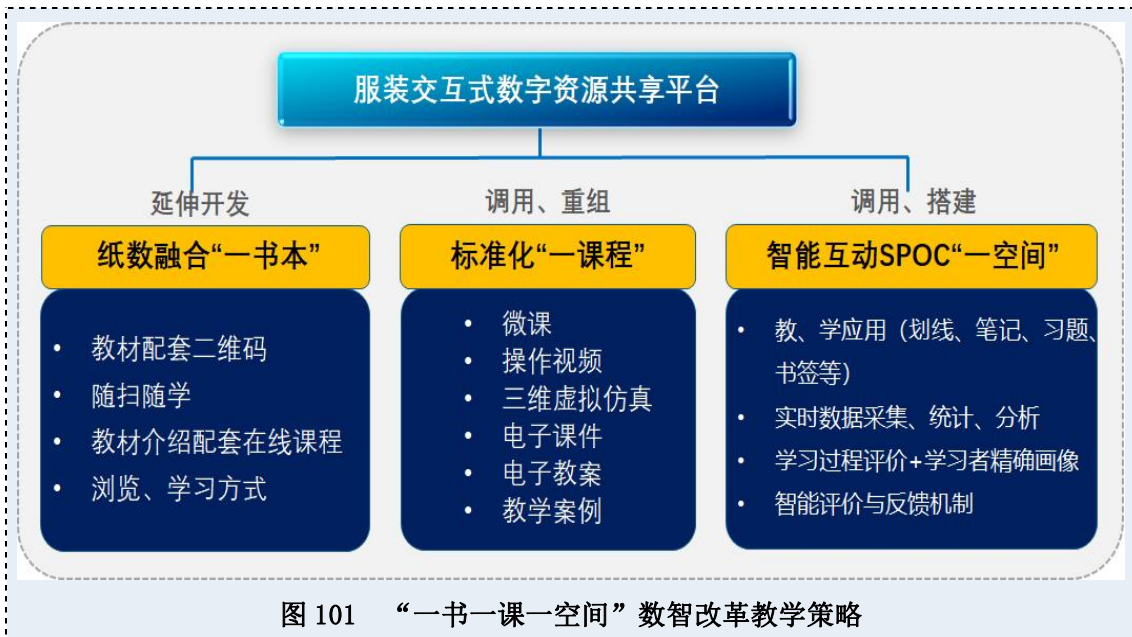 服装交互式数字资源共享平台
延伸开发
纸数融合“一书本”
• 教材配套二维码
• 随扫随学
• 教材介绍配套在线课程
• 浏览、学习方式
调用、重组
标准化“一课程”
• 微课
• 操作视频
• 三维虚拟仿真
• 电子课件
• 电子教案
• 教学案例
调用、搭建
智能互动SPOC“一空间”
• 教、学应用（划线、笔记、习题、
书签等）
• 实时数据采集、统计、分析
• 学习过程评价+学习者精确画像
• 智能评价与反馈机制
图 101 “一书一课一空间”数智改革教学策略